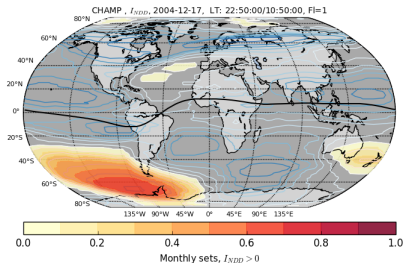 CHAMP , I_NDD, 2004-12-17, LT: 22:50:00/10:50:00, Fl=1
80°N
60°N
40°N
20°N
0°
20°S
40°S
60°S
80°S
135°W 90°W 45°W 0° 45°E 90°E 135°E
0.0 0.2 0.4 0.6 0.8 1.0
Monthly sets, I_NDD > 0